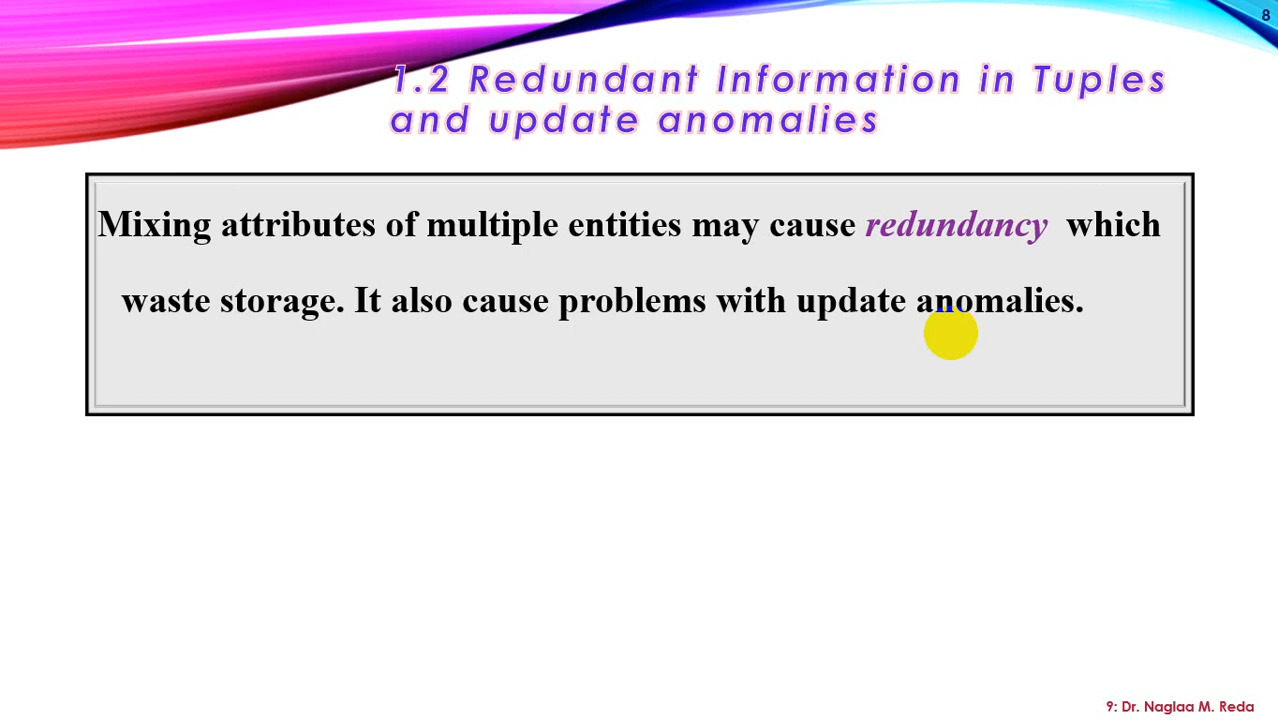 8
1.2 Redundant Information in Tuples
and update anomalies
Mixing attributes of multiple entities may cause redundancy which
waste storage. It also cause problems with update anomalies.
9: Dr. Naglaa M. Reda